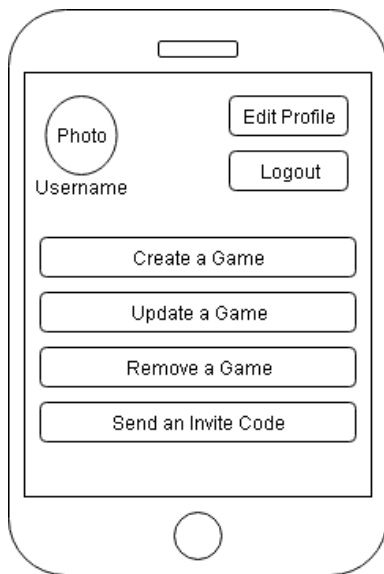 Photo
Username
Edit Profile
Logout
Create a Game
Update a Game
Remove a Game
Send an Invite Code